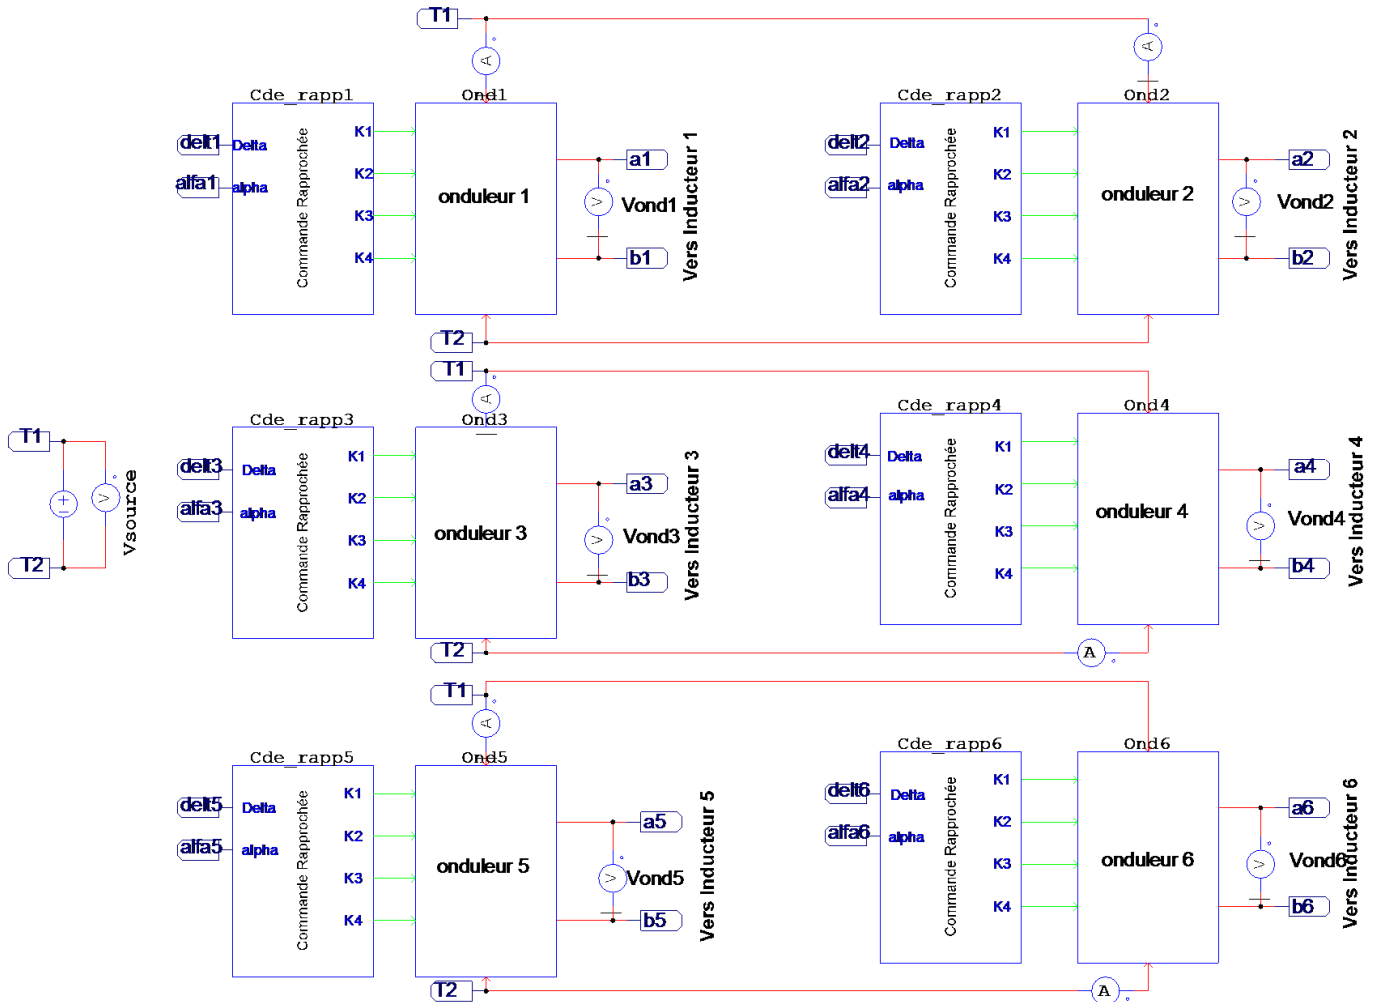 T1
A
A
Cde_rapp1
Ond1
Cde_rapp2
Ond2
delt1
Delta
alfa1
alpha
Commande Rapprochée
K1
K2
K3
K4
onduleur 1
a1
V
Vond1
b1
Vers Inducteur 1
delt2
Delta
alfa2
alpha
Commande Rapprochée
K1
K2
K3
K4
onduleur 2
a2
V
Vond2
b2
Vers Inducteur 2
T2
T1
A
Cde_rapp3
Ond3
Cde_rapp4
Ond4
T1
V
Vsource
T2
delt3
Delta
alfa3
alpha
Commande Rapprochée
K1
K2
K3
K4
onduleur 3
a3
V
Vond3
b3
Vers Inducteur 3
delt4
Delta
alfa4
alpha
Commande Rapprochée
K1
K2
K3
K4
onduleur 4
a4
V
Vond4
b4
Vers Inducteur 4
T2
A
T1
A
Cde_rapp5
Ond5
Cde_rapp6
Ond6
delt5
Delta
alfa5
alpha
Commande Rapprochée
K1
K2
K3
K4
onduleur 5
a5
V
Vond5
b5
Vers Inducteur 5
delt6
Delta
alfa6
alpha
Commande Rapprochée
K1
K2
K3
K4
onduleur 6
a6
V
Vond6
b6
Vers Inducteur 6
T2
A